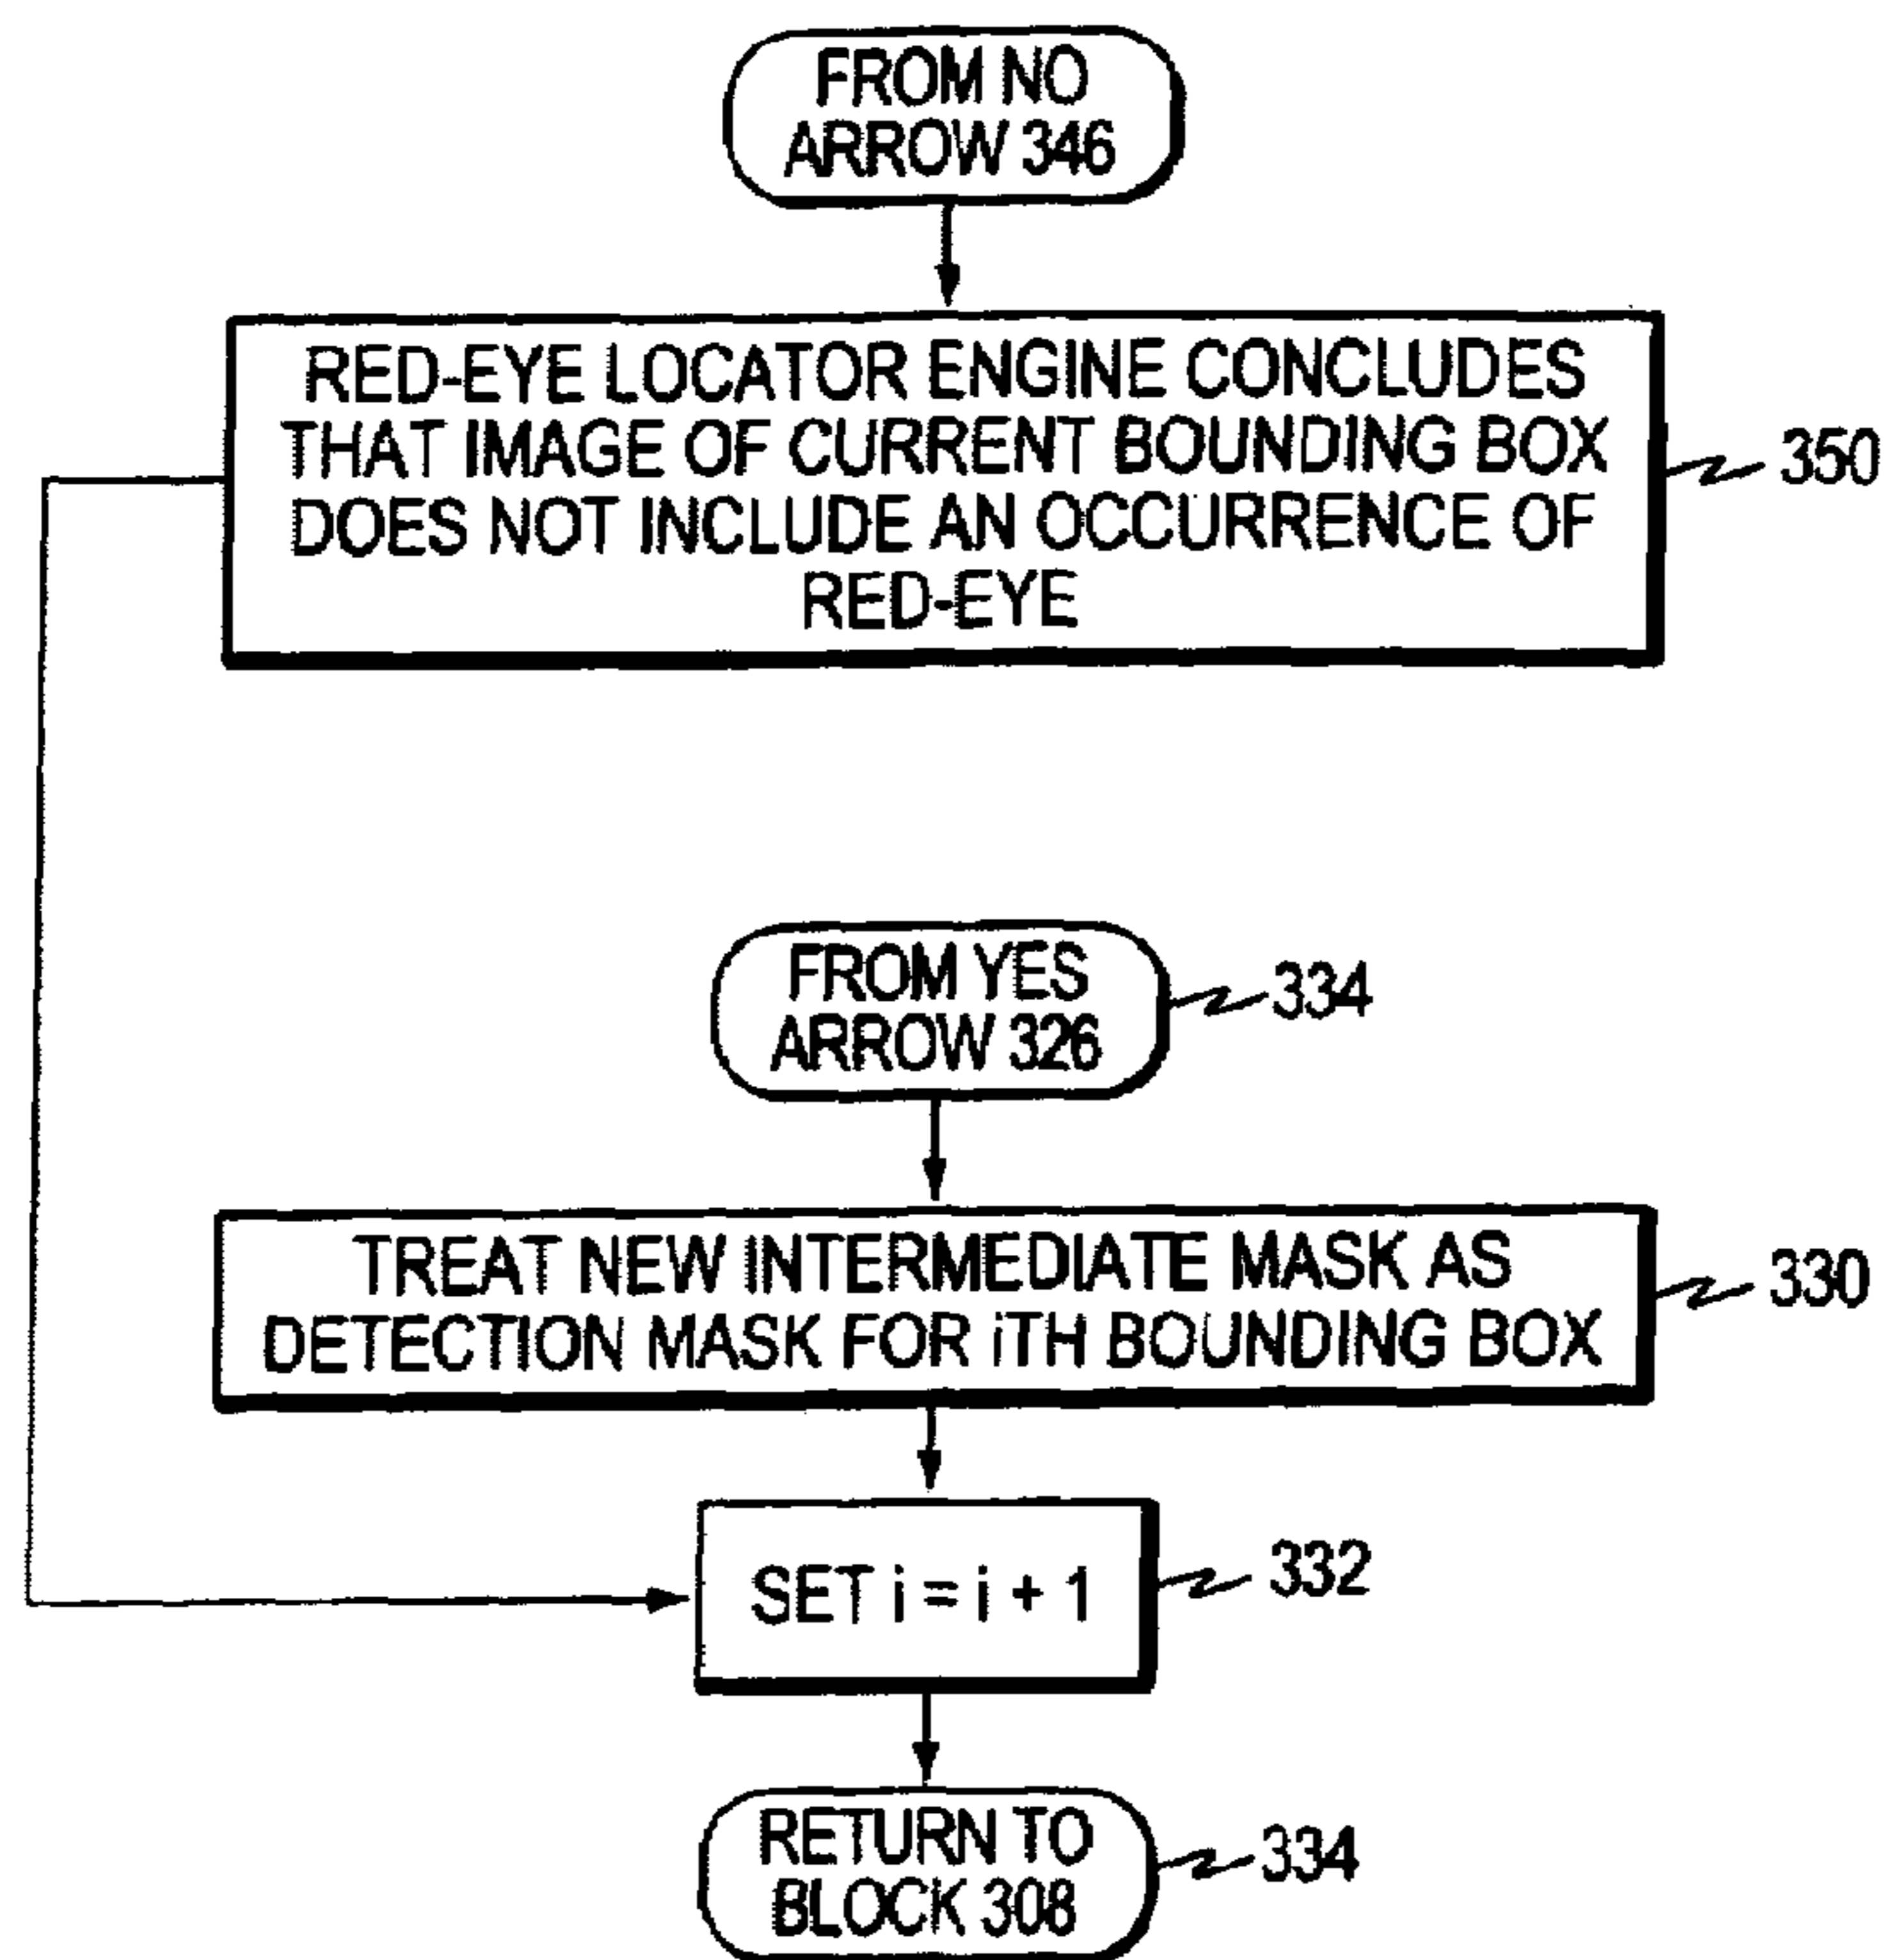 FROM NO
ARROW 346
RED-EYE LOCATOR ENGINE CONCLUDES
THAT IMAGE OF CURRENT BOUNDING BOX
DOES NOT INCLUDE AN OCCURRENCE OF
RED-EYE
350
FROM YES
ARROW 326
334
TREAT NEW INTERMEDIATE MASK AS
DETECTION MASK FOR iTH BOUNDING BOX
330
SET i = i + 1
332
RETURN TO
BLOCK 308
334